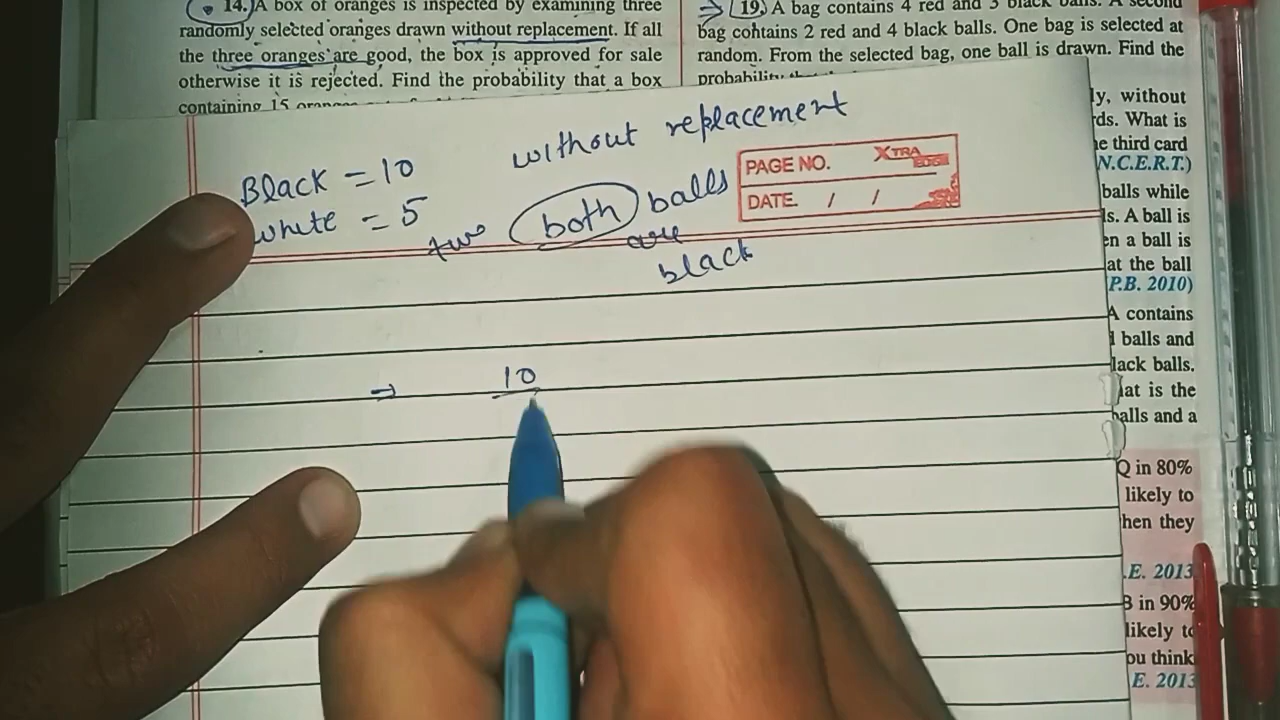 14. A box of oranges is inspected by examining three
randomly selected oranges drawn without replacement. If all
the three oranges are good, the box is approved for sale
otherwise it is rejected. Find the probability that a box
containing 15
19. A bag contains 4 red and 3 black balls. A second
bag contains 2 red and 4 black balls. One bag is selected at
random. From the selected bag, one ball is drawn. Find the
probability
ly, without
rds. What is
he third card
N.C.E.R.T.)
balls while
ls. A ball is
en a ball is
at the ball
P.B. 2010)
A contains
balls and
lack balls.
at is the
balls and a
Q in 80%
likely to
hen they
.E. 2013
B in 90%
likely to
ou think
E. 2013
without replacement
Black = 10
white = 5
two both balls
are
black
PAGE NO. XTRA
DATE. / /
⇒ 10